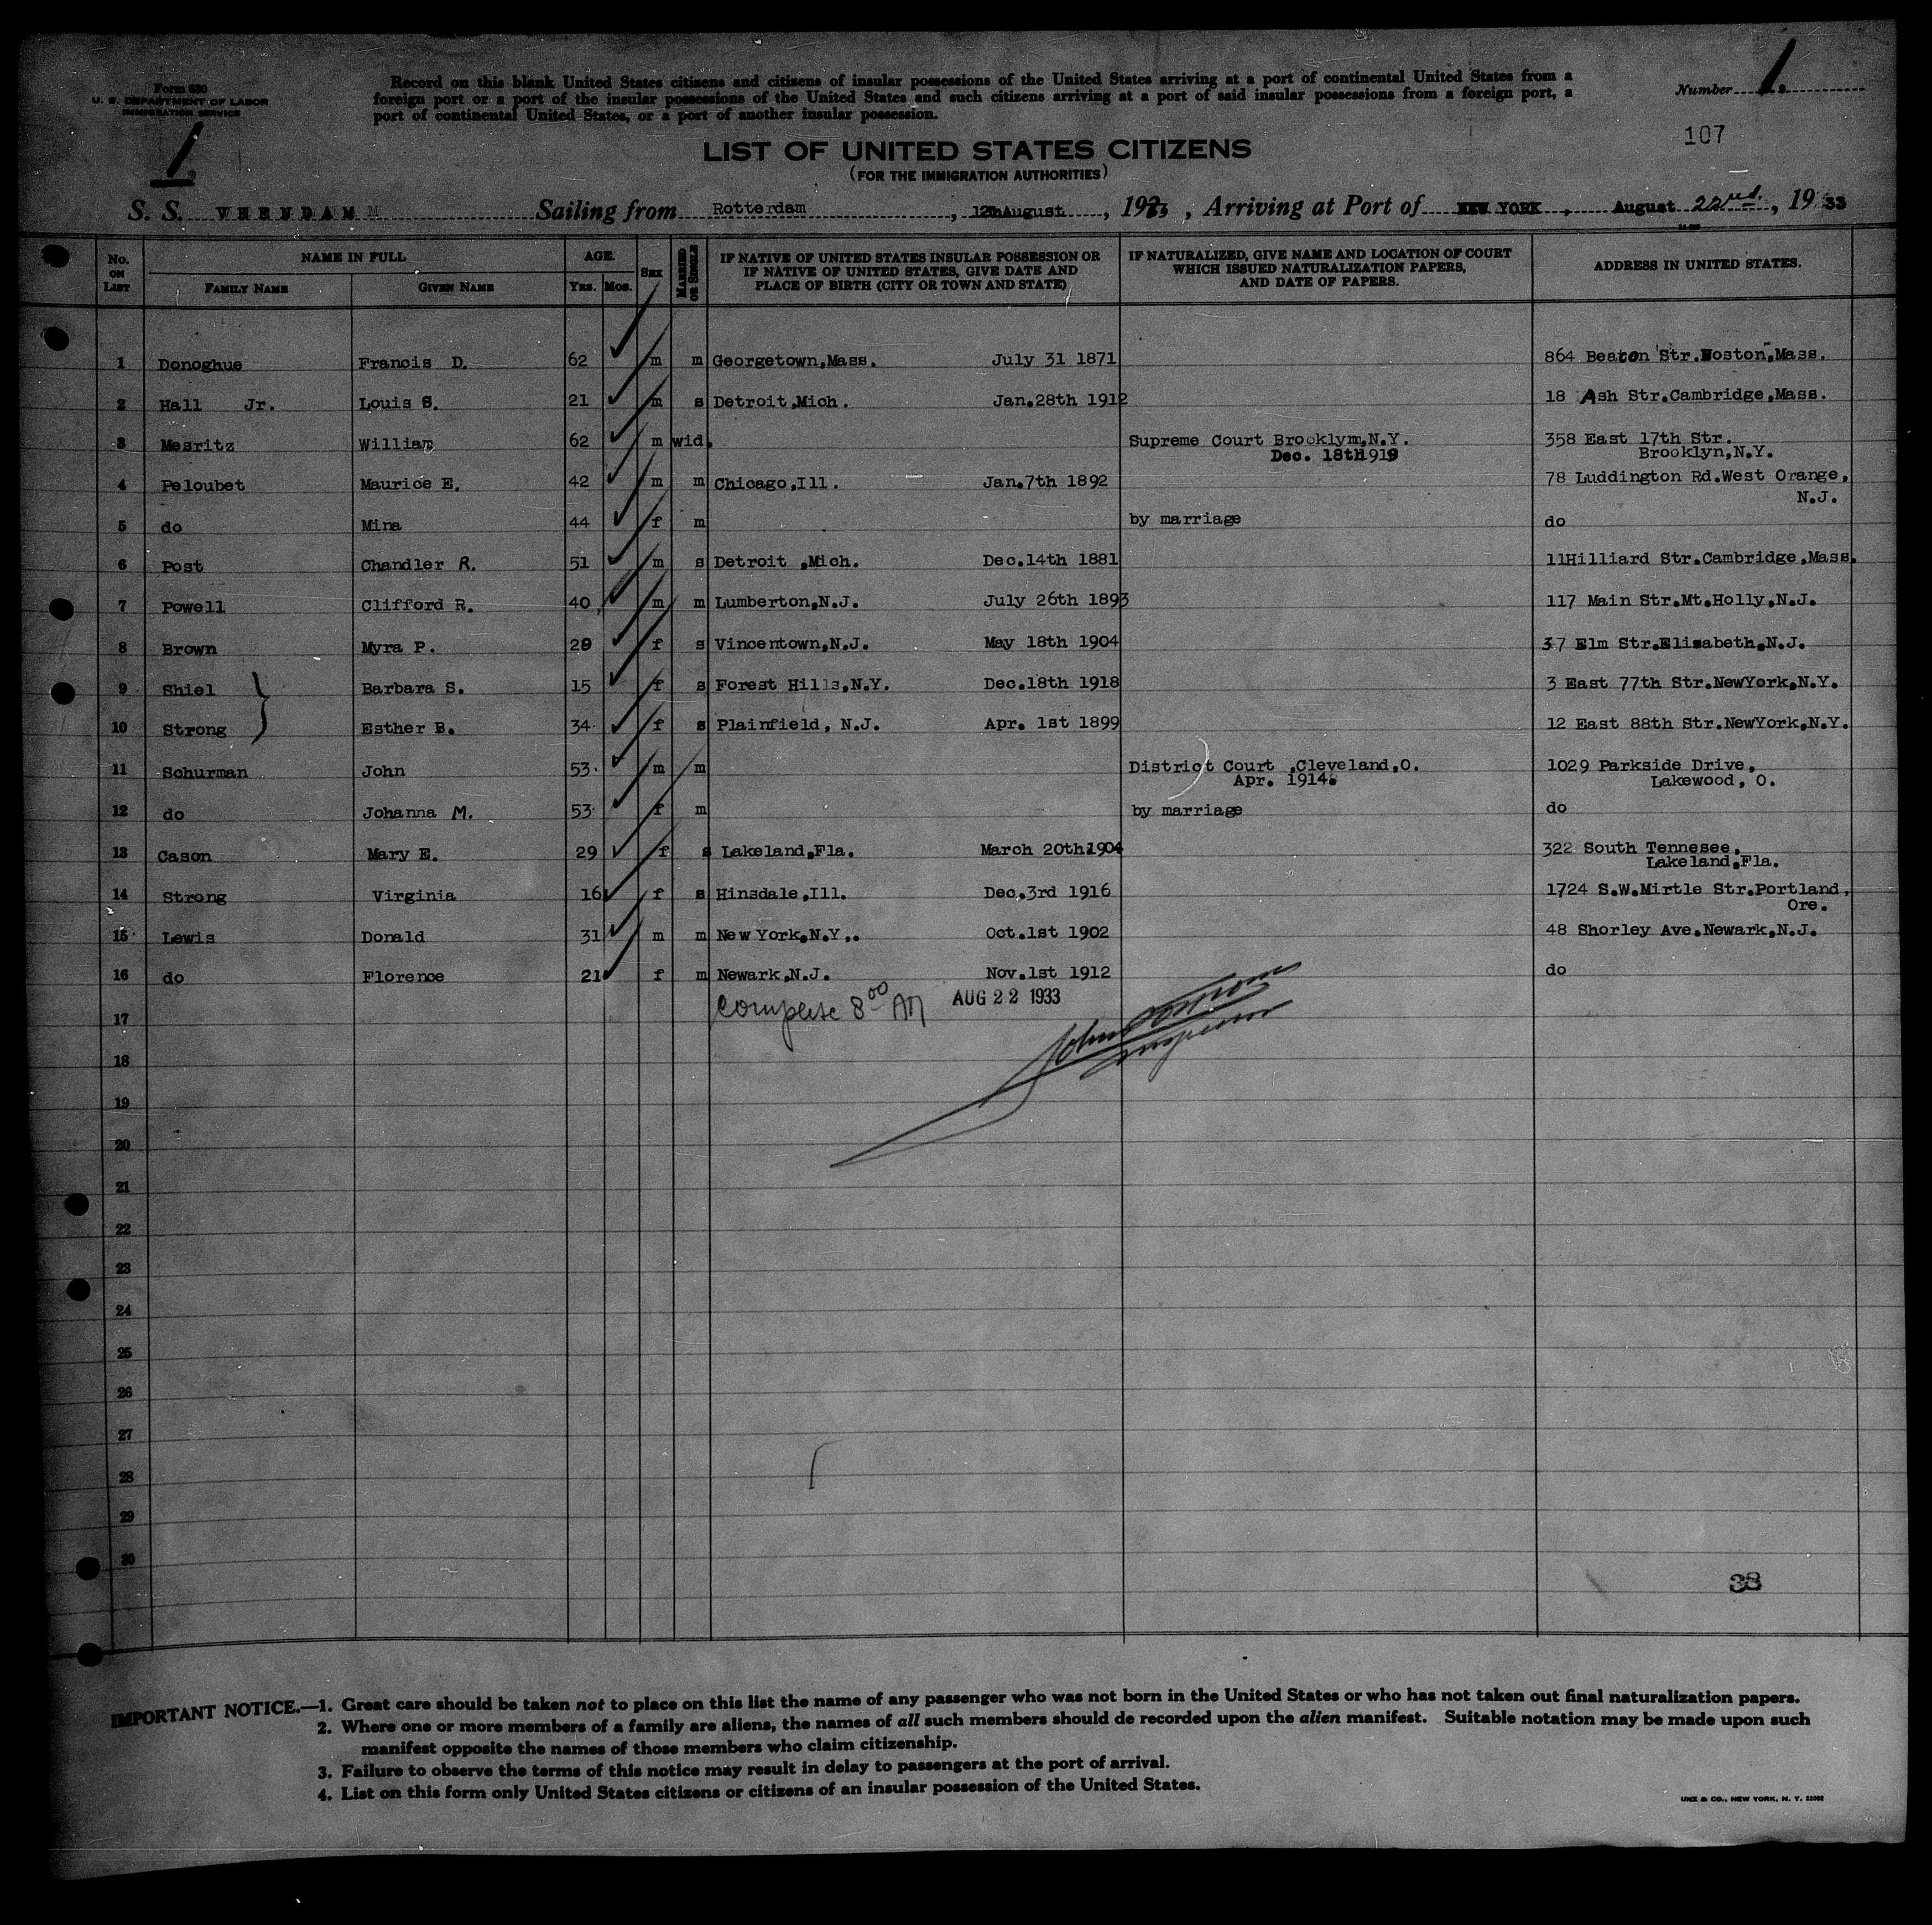 Form 630
U. S. DEPARTMENT OF LABOR
IMMIGRATION SERVICE
1
Record on this blank United States citizens and citizens of insular possessions of the United States arriving at a port of continental United States from a
foreign port or a port of the insular possessions of the United States and such citizens arriving at a port of said insular possessions from a foreign port, a
port of continental United States, or a port of another insular possession.
Number 1.
107
LIST OF UNITED STATES CITIZENS
(FOR THE IMMIGRATION AUTHORITIES)
S. S. Sailing from Rotterdam, 12th August, 1933, Arriving at Port of NEW YORK, August 22nd., 1933
No. ON LIST NAME IN FULL AGE. SEX MARRIED OR SINGLE IF NATIVE OF UNITED STATES INSULAR POSSESSION OR IF NATIVE OF UNITED STATES, GIVE DATE AND PLACE OF BIRTH (CITY OR TOWN AND STATE) IF NATURALIZED, GIVE NAME AND LOCATION OF COURT WHICH ISSUED NATURALIZATION PAPERS, AND DATE OF PAPERS. ADDRESS IN UNITED STATES.
FAMILY NAME GIVEN NAME YRS. MOS.
1 Donoghue Francis D. 62 m m Georgetown,Mass. July 31 1871 864 Beacon Str.Boston,Mass.
2 Hall Jr. Louis S. 21 m s Detroit,Mich. Jan.28th 1912 18 Ash Str.Cambridge,Mass.
3 Mesritz William 62 m wid. Supreme Court Brooklym,N.Y. 358 East 17th Str.
Dec. 18th1919 Brooklyn,N.Y.
4 Peloubet Maurice E. 42 m m Chicago,Ill. Jan.7th 1892 78 Luddington Rd.West Orange,
N.J.
5 do Mina 44 f m by marriage do
6 Post Chandler R. 51 m s Detroit ,Mich. Dec.14th 1881 11Hilliard Str.Cambridge,Mass.
7 Powell Clifford R. 40 m m Lumberton,N.J. July 26th 1893 117 Main Str.Mt.Holly,N.J.
8 Brown Myra P. 29 f s Vincentown,N.J. May 18th 1904 37 Elm Str.Elisabeth,N.J.
9 Shiel Barbara S. 15 f s Forest Hills,N.Y. Dec.18th 1918 3 East 77th Str.NewYork,N.Y.
10 Strong Esther B. 34 f s Plainfield, N.J. Apr. 1st 1899 12 East 88th Str.NewYork,N.Y.
11 Schurman John 53 m m District Court ,Cleveland,O. 1029 Parkside Drive,
Apr. 1914. Lakewood, O.
12 do Johanna M. 53 f m by marriage do
13 Cason Mary E. 29 f s Lakeland,Fla. March 20th1904 322 South Tennesee,
Lakeland,Fla.
14 Strong Virginia 16 f s Hinsdale,Ill. Dec.3rd 1916 1724 S.W.Mirtle Str.Portland,
Ore.
15 Lewis Donald 31 m m New York,N.Y,. Oct.1st 1902 48 Shorley Ave.Newark,N.J.
16 do Florence 21 f m Newark,N.J. Nov.1st 1912 do
8 00 AM AUG 22 1933
17
John
Inspector
18
19
20
21
22
23
24
25
26
27
28
29
30
38
IMPORTANT NOTICE.—1. Great care should be taken not to place on this list the name of any passenger who was not born in the United States or who has not taken out final naturalization papers.
2. Where one or more members of a family are aliens, the names of all such members should de recorded upon the alien manifest. Suitable notation may be made upon such
manifest opposite the names of those members who claim citizenship.
3. Failure to observe the terms of this notice may result in delay to passengers at the port of arrival.
4. List on this form only United States citizens or citizens of an insular possession of the United States.
UNZ & CO., NEW YORK, N. Y.